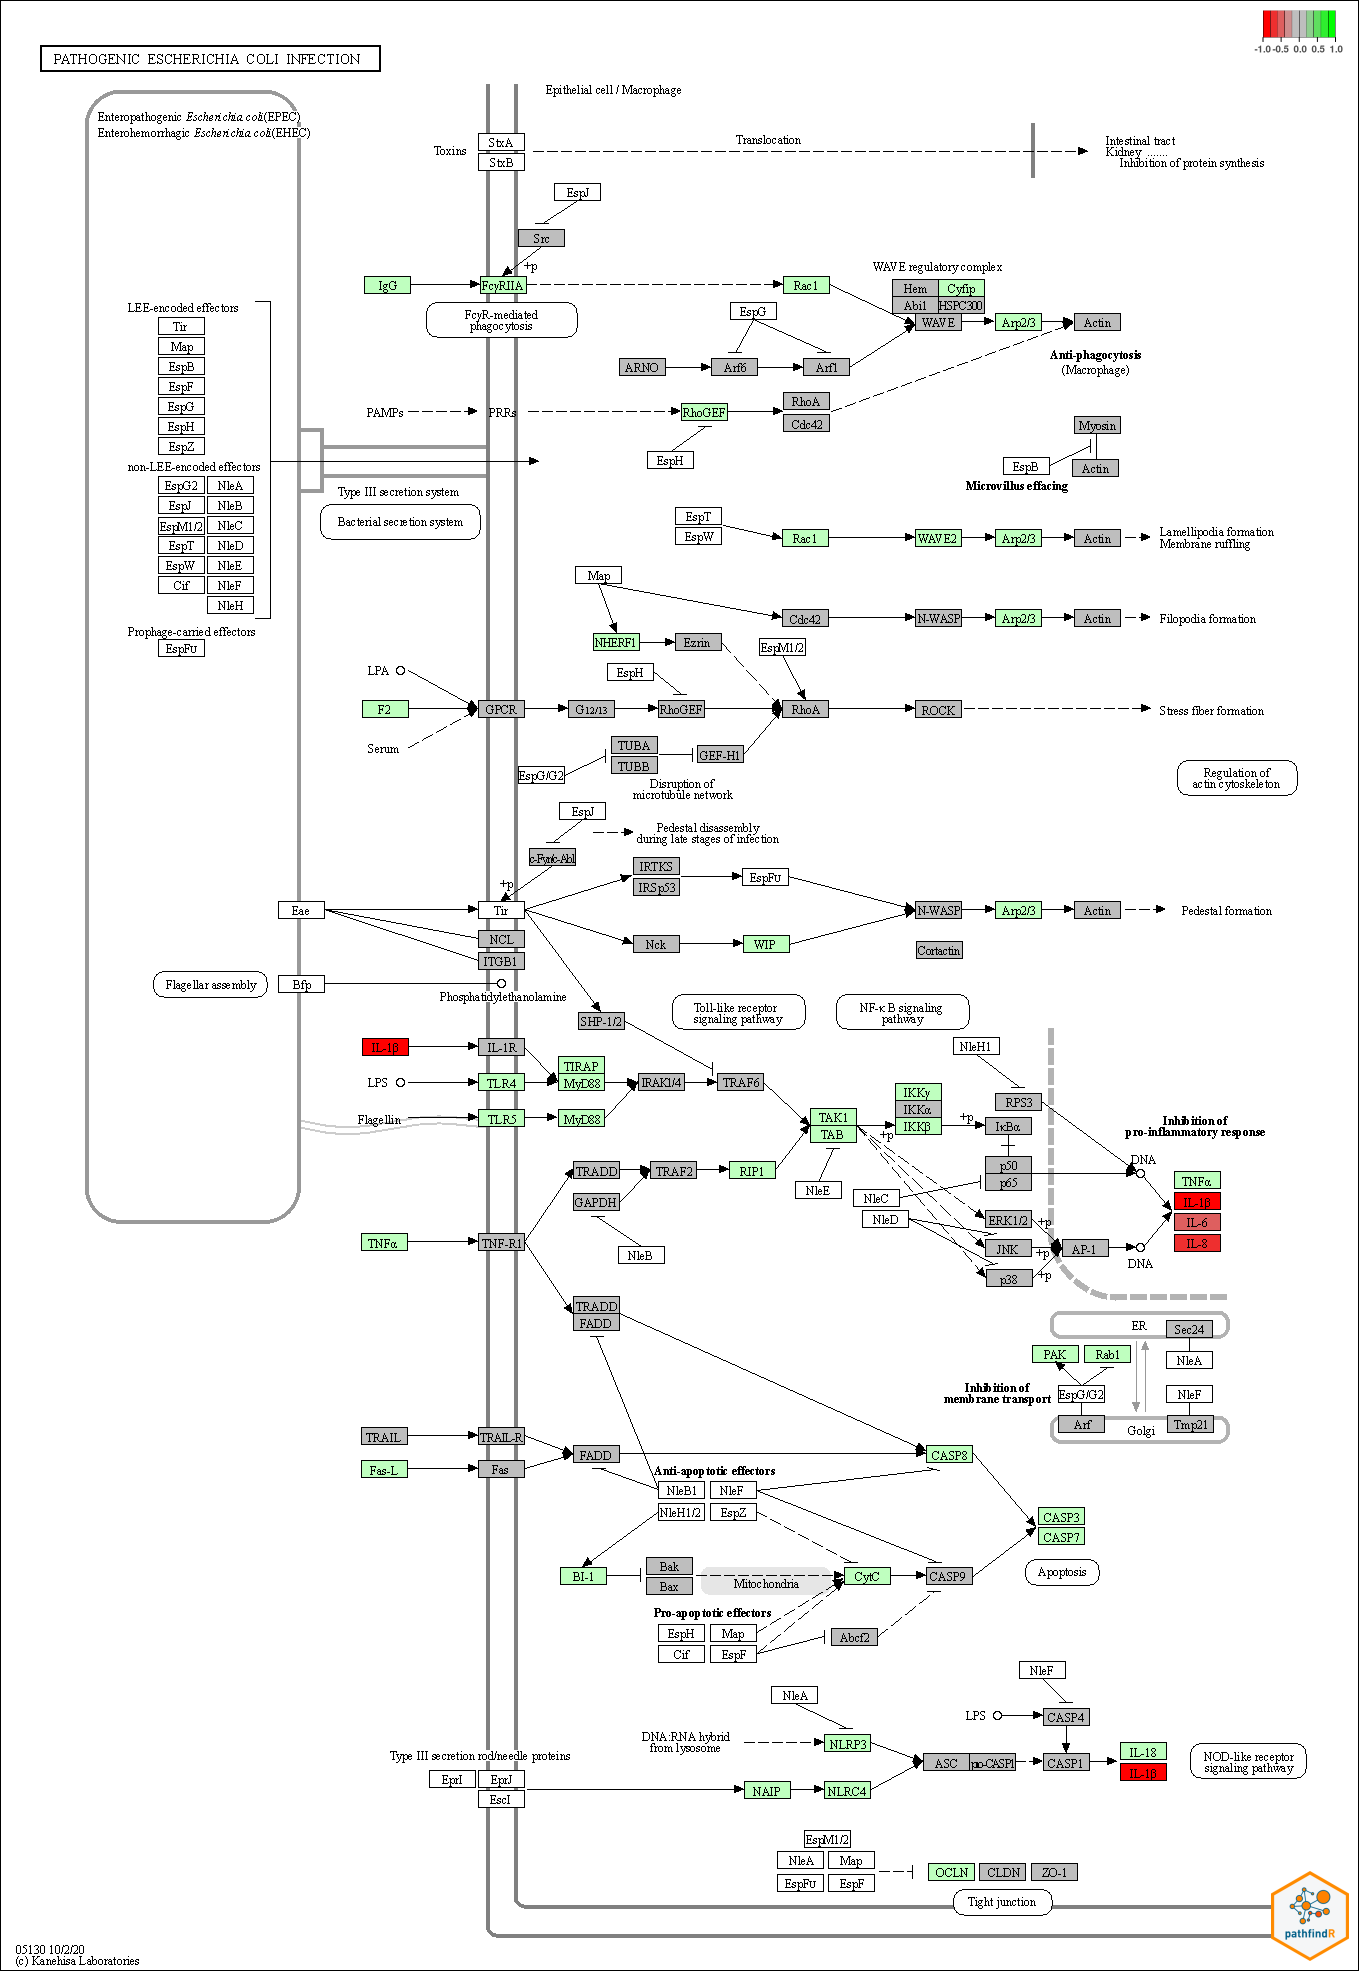 -1.0 -0.5 0.0 0.5 1.0
PATHOGENIC ESCHERICHIA COLI INFECTION
Epithelial cell / Macrophage
Enteropathogenic Escherichia coli(EPEC)
Enterohemorrhagic Escherichia coli(EHEC)
Toxins
StxA
StxB
Translocation
Intestinal tract
Kidney .......
Inhibition of protein synthesis
EspJ
Src
+p
IgG
FcγRIIA
Rac1
WAVE regulatory complex
Hem
Cyfip
Abi1
HSPC300
WAVE
Arp2/3
Actin
FcγR-mediated
phagocytosis
EspG
ARNO
Arf6
Arf1
Anti-phagocytosis
(Macrophage)
PAMPs
PRRs
RhoGEF
RhoA
Cdc42
EspH
Myosin
EspB
Actin
Microvillus effacing
LEE-encoded effectors
Tir
Map
EspB
EspF
EspG
EspH
EspZ
non-LEE-encoded effectors
EspG2
NleA
EspJ
NleB
EspM1/2
NleC
EspT
NleD
EspW
NleE
Cif
NleF
NleH
Prophage-carried effectors
EspFu
Type III secretion system
Bacterial secretion system
EspT
EspW
Rac1
WAVE2
Arp2/3
Actin
Lamellipodia formation
Membrane ruffling
Map
Cdc42
N-WASP
Arp2/3
Actin
Filopodia formation
NHERF1
Ezrin
EspM1/2
LPA
EspH
F2
GPCR
G12/13
RhoGEF
RhoA
ROCK
Stress fiber formation
Serum
TUBA
TUBB
GEF-H1
EspG/G2
Disruption of
microtubule network
Regulation of
actin cytoskeleton
EspJ
Pedestal disassembly
during late stages of infection
c-Fyn/c-Abl
+p
IRTKS
IRSp53
EspFu
Eae
Tir
N-WASP
Arp2/3
Actin
Pedestal formation
NCL
Nck
WIP
Cortactin
ITGB1
Flagellar assembly
Bfp
Phosphatidylethanolamine
SHP-1/2
Toll-like receptor
signaling pathway
NF-κB signaling
pathway
IL-1β
IL-1R
NleH1
TIRAP
LPS
TLR4
MyD88
IRAK1/4
TRAF6
IKKγ
IKKα
IKKβ
RPS3
Flagellin
TLR5
MyD88
TAK1
TAB
+p
+p
IκBα
Inhibition of
pro-inflammatory response
TRADD
TRAF2
RIP1
NleE
p50
p65
DNA
TNFα
IL-1β
IL-6
IL-8
GAPDH
NleC
NleD
ERK1/2
+p
TNFα
TNF-R1
NleB
JNK
+p
AP-1
DNA
p38
+p
TRADD
FADD
ER
Sec24
PAK
Rab1
NleA
Inhibition of
membrane transport
EspG/G2
NleF
Arf
Golgi
Tmp21
TRAIL
TRAIL-R
FADD
CASP8
Fas-L
Fas
Anti-apoptotic effectors
NleB1
NleF
NleH1/2
EspZ
CASP3
CASP7
BI-1
Bak
Bax
Mitochondria
CytC
CASP9
Apoptosis
Pro-apoptotic effectors
EspH
Map
Cif
EspF
Abcf2
NleF
NleA
LPS
CASP4
DNA:RNA hybrid
from lysosome
NLRP3
Type III secretion rod/needle proteins
EprI
EprJ
EscI
NAIP
NLRC4
ASC
pro-CASP1
CASP1
IL-18
IL-1β
NOD-like receptor
signaling pathway
EspM1/2
NleA
Map
EspFu
EspF
OCLN
CLDN
ZO-1
Tight junction
pathfindR
05130 10/2/20
(c) Kanehisa Laboratories